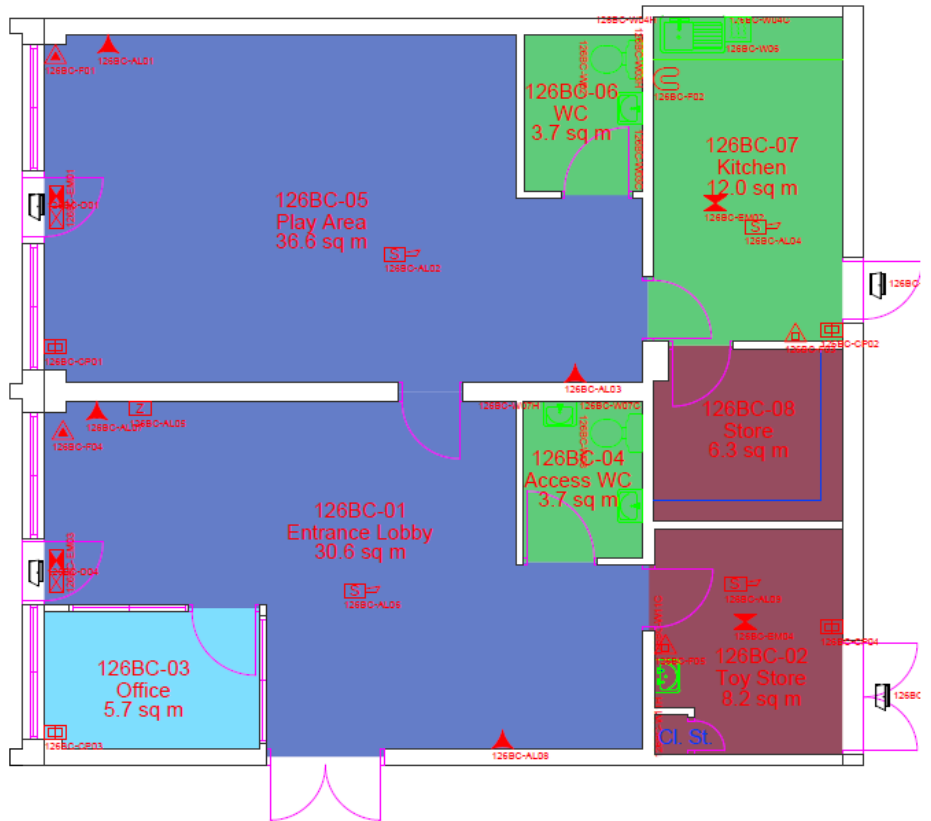 126BC-W04H
126BC-W04C
126BC-AL01
126BC-F01
126BC-W06
126BC-F02
126BC-06
WC
3.7 sq m
126BC-07
Kitchen
12.0 sq m
126BC-05
Play Area
36.6 sq m
126BC-EM01
126BC-EM02
S
126BC-AL04
S
126BC-AL02
126BC
126BC-CP01
126BC-CP02
126BC-AL03
126BC-W07H
126BC-W07C
126BC-AL07
Z
126BC-F04
126BC-08
Store
6.3 sq m
126BC-04
Access WC
3.7 sq m
126BC-01
Entrance Lobby
30.6 sq m
126BC-EM03
S
S
126BC-AL03
126BC-EM04
126BC-CP04
126BC-03
Office
5.7 sq m
126BC-02
Toy Store
8.2 sq m
126BC
126BC-CP03
Cl. St.